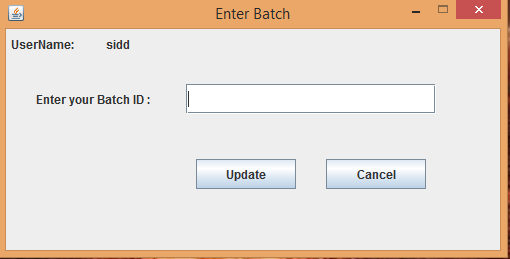 Enter Batch
UserName: sidd
Enter your Batch ID :
Update Cancel